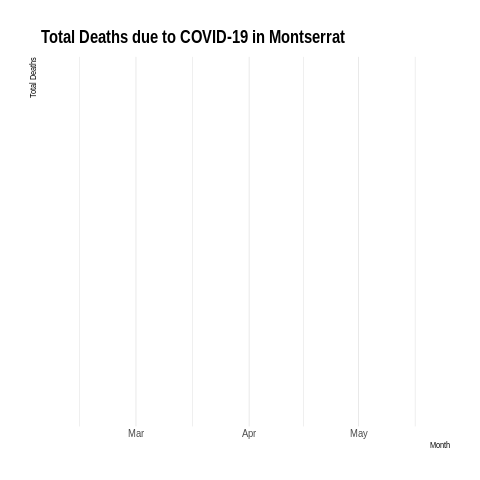 Total Deaths due to COVID-19 in Montserrat
Total Deaths
Mar Apr May
Month